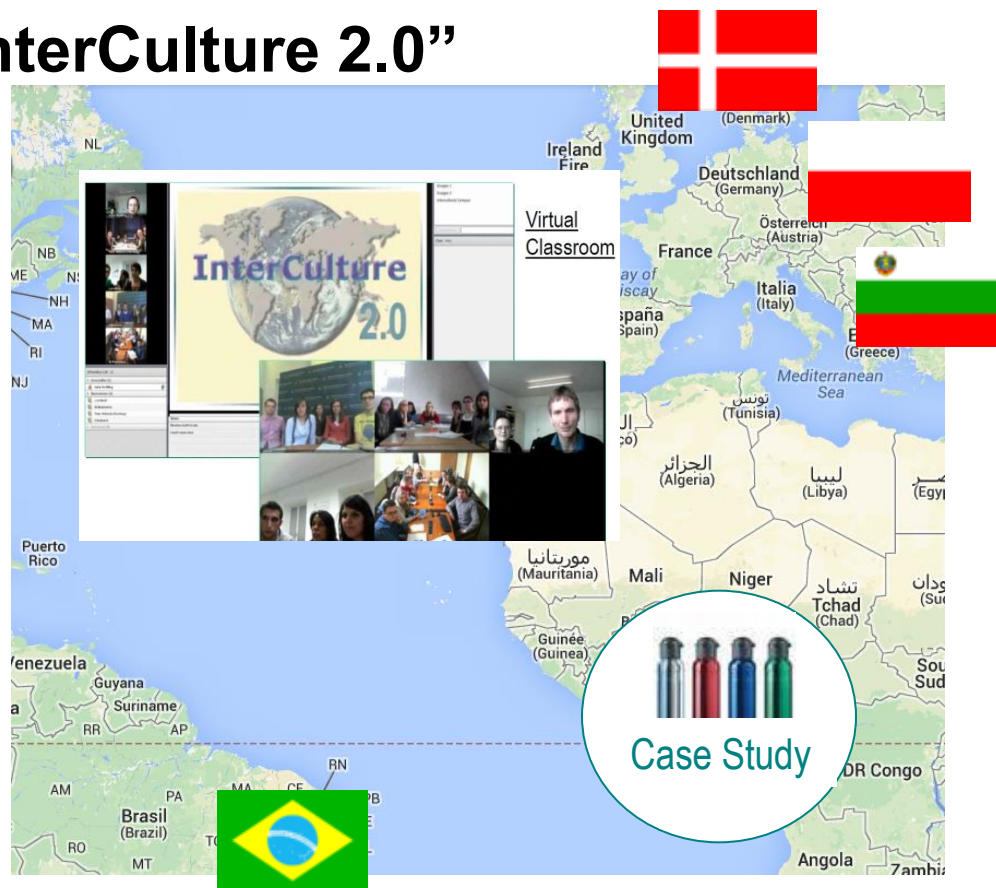 nterCulture 2.0”
United
Kingdom
(Denmark)
Ireland
Éire
NL
Deutschland
(Germany)
Virtual
Classroom
Österreich
(Austria)
InterCulture
2.0
NB
ME
NS
NH
MA
RI
NJ
France
ay of
iscay
Italia
(Italy)
spaña
Spain)
(Greece)
Mediterranean
Sea
تونس
(Tunisia)
الجزائر
(Algeria)
ليبيا
(Libya)
(Egy
Puerto
Rico
موريتانيا
(Mauritania)
Mali
Niger
تشاد
Tchad
(Chad)
ودان
(Su
Guinée
(Guinea)
Sou
Sud
enezuela
Guyana
Suriname
a
RR
AP
Case Study
DR Congo
RN
AM
PA
MA
CE
PB
Brasil
(Brazil)
RO
MT
Angola
Zambi